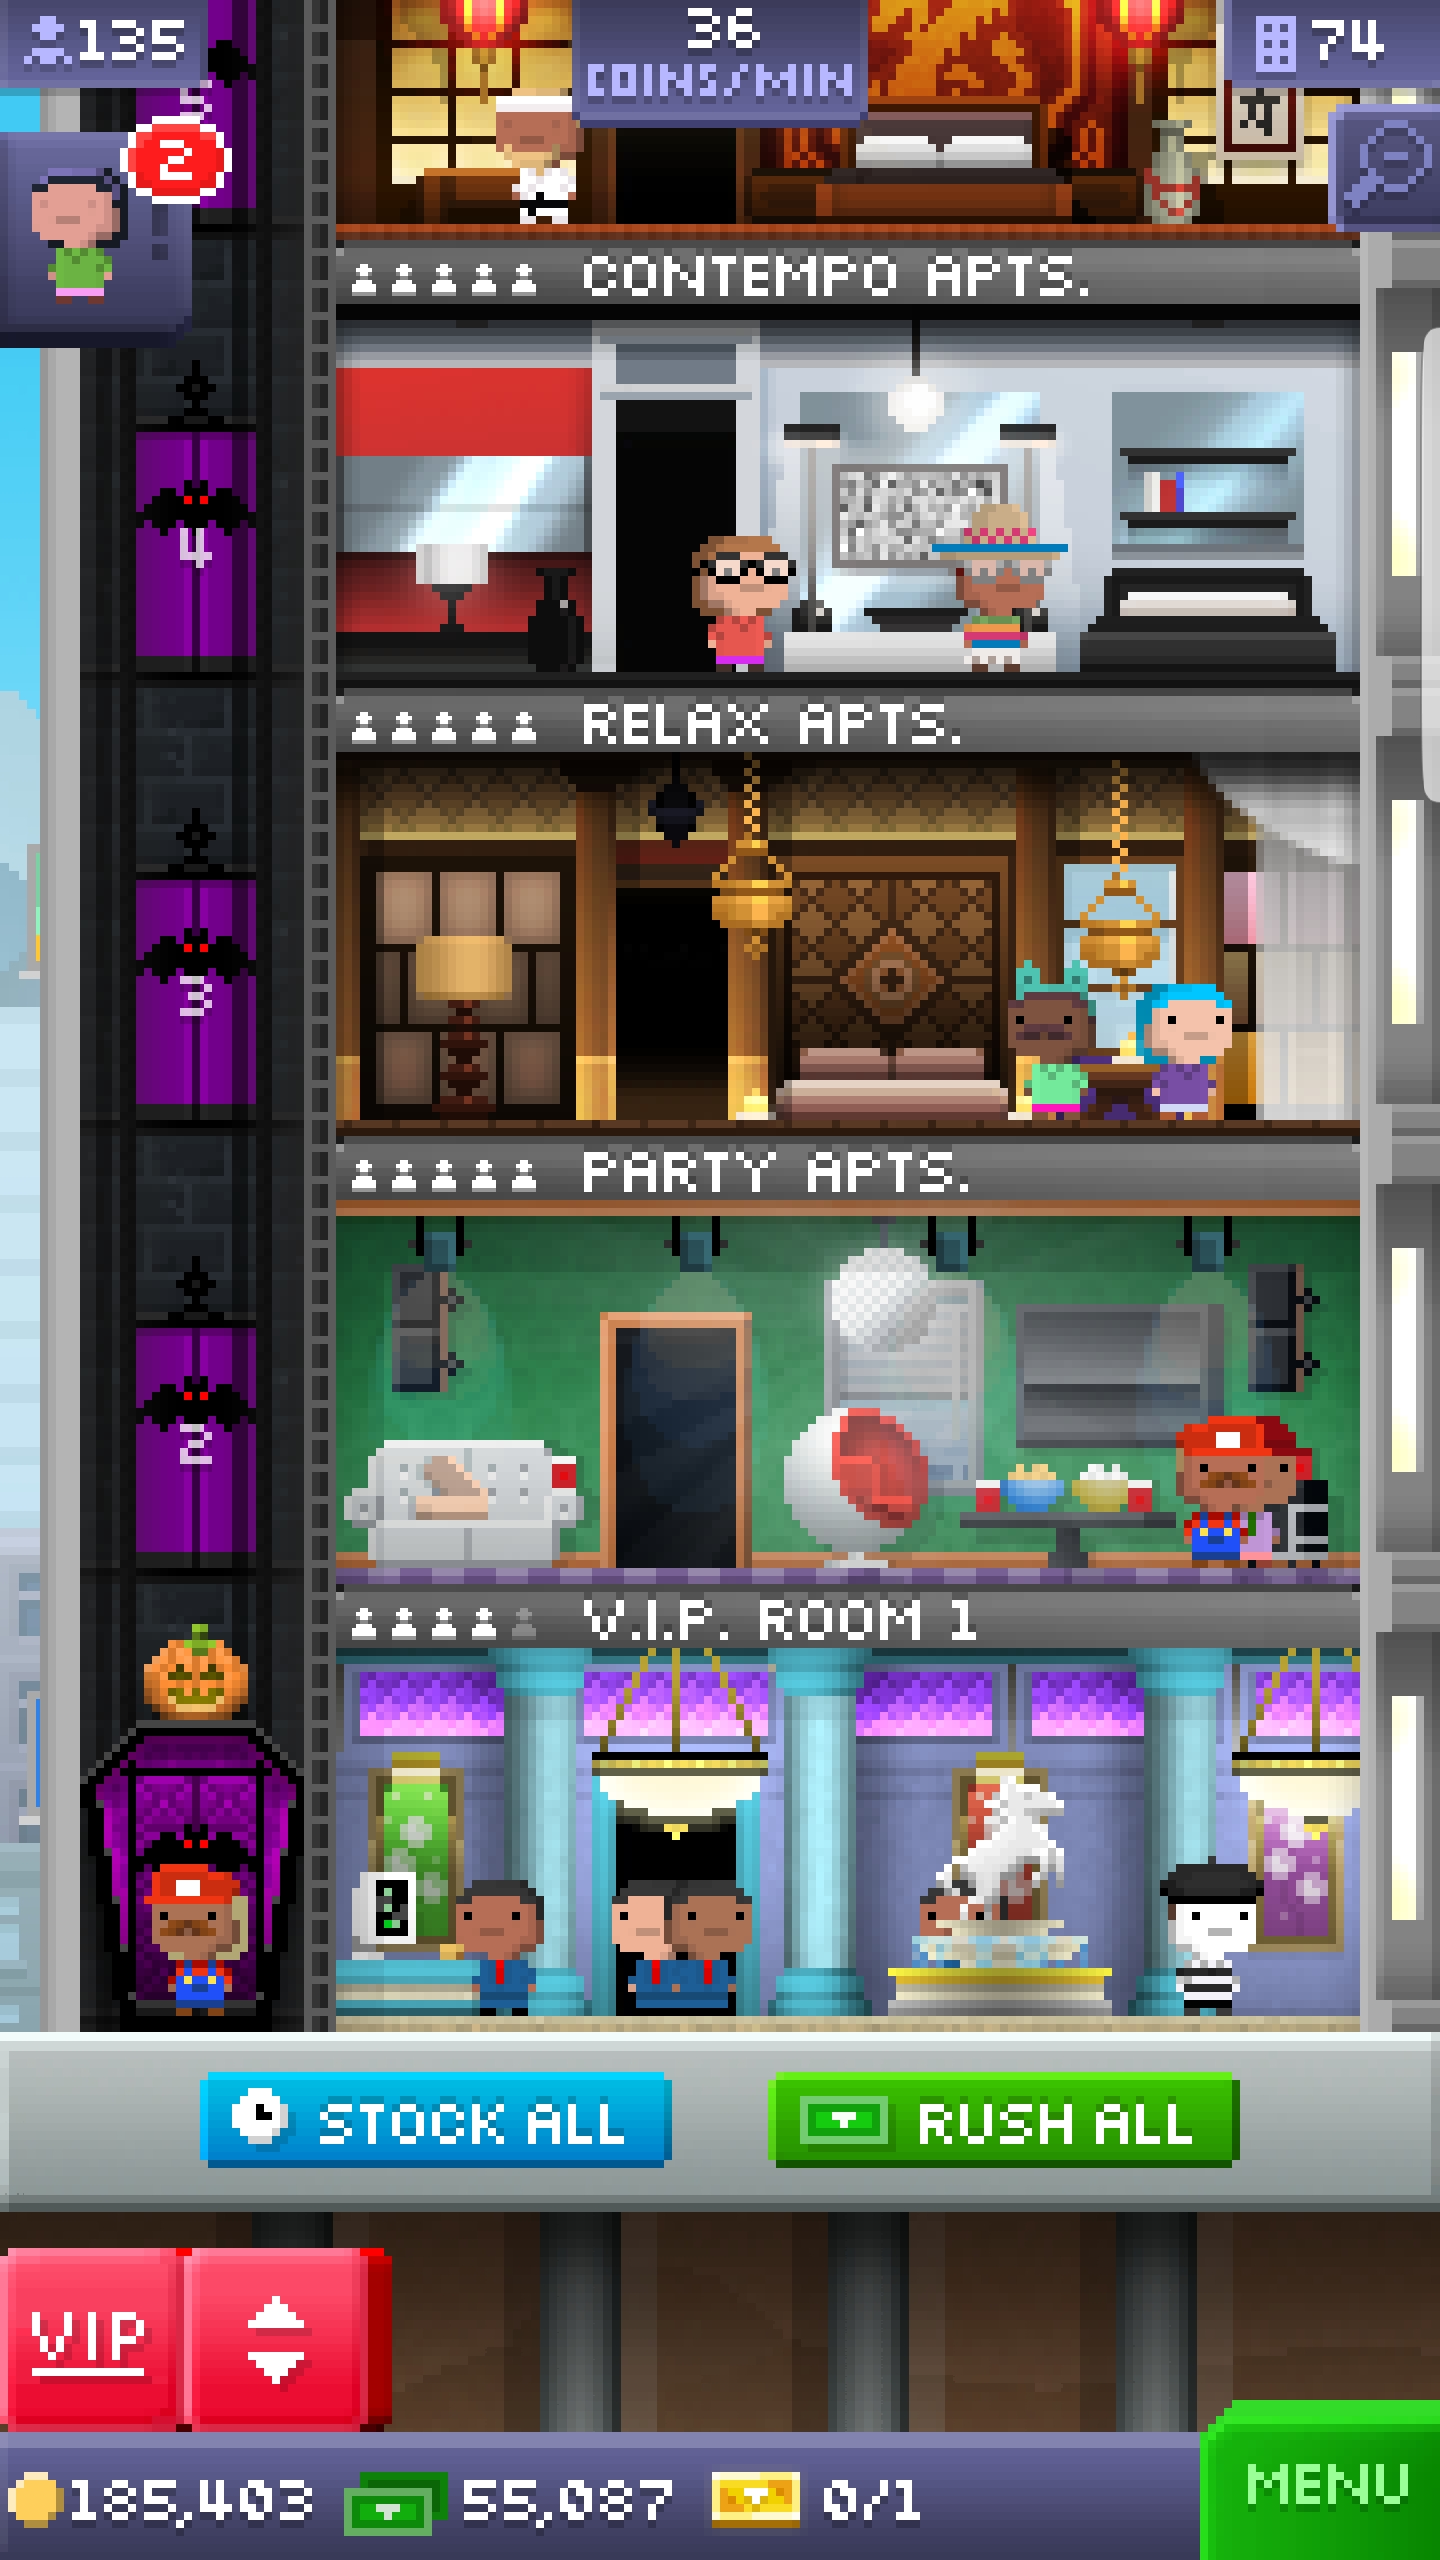 135
36
COINS/MIN
74
5
2
CONTEMPO APTS.
4
RELAX APTS.
3
PARTY APTS.
2
V.I.P. ROOM 1
STOCK ALL
RUSH ALL
VIP
185,403
55,087
0/1
MENU